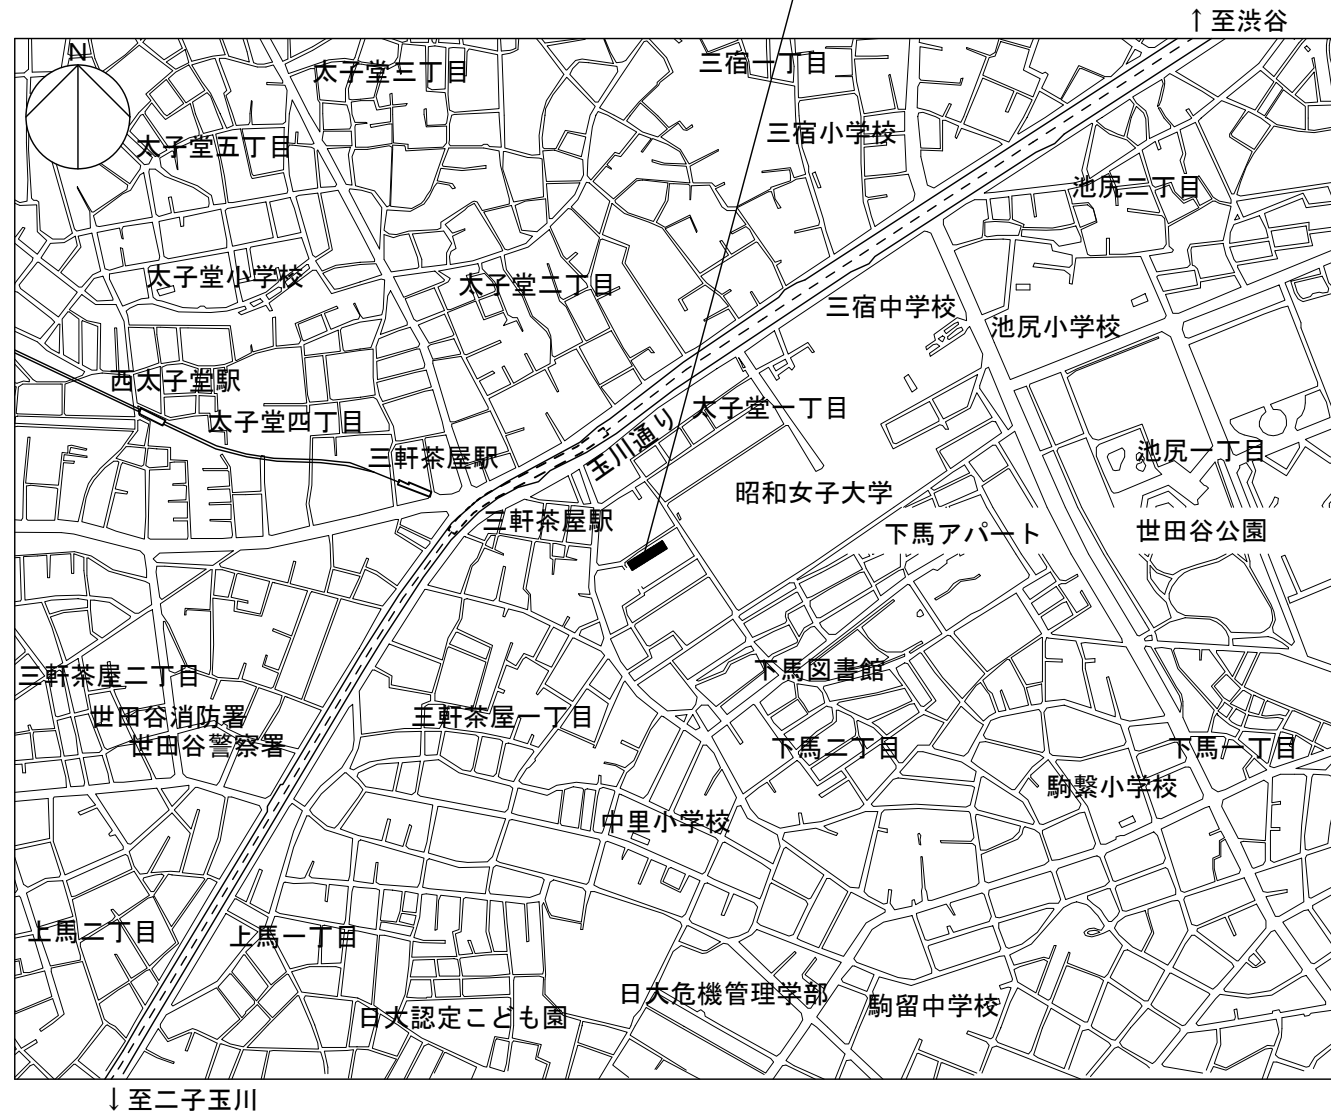 ↑至渋谷
N
三宿一丁目
太子堂三丁目
三宿小学校
太子堂五丁目
池尻二丁目
太子堂小学校
太子堂二丁目
三宿中学校
池尻小学校
西太子堂駅
太子堂一丁目
太子堂四丁目
玉川通り
池尻一丁目
三軒茶屋駅
昭和女子大学
三軒茶屋駅
世田谷公園
下馬アパート
下馬図書館
三軒茶屋二丁目
世田谷消防署
三軒茶屋一丁目
世田谷警察署
下馬二丁目
下馬一丁目
駒繋小学校
中里小学校
上馬二丁目
上馬一丁目
日大危機管理学部
駒留中学校
日大認定こども園
↓至二子玉川